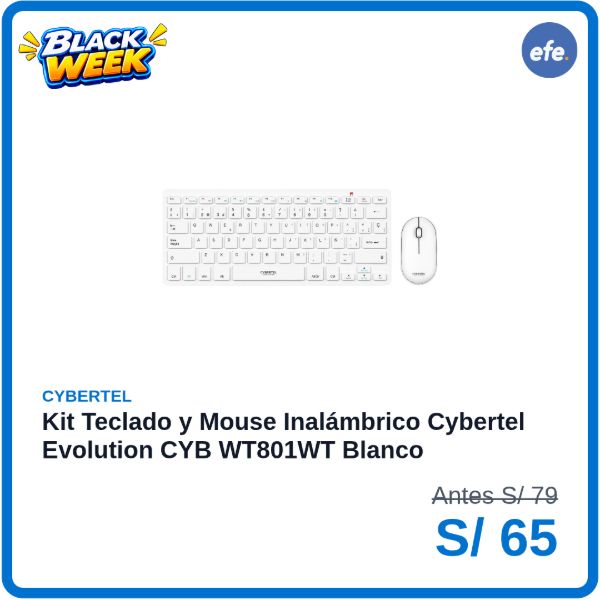 BLACK
WEEK
efe.
CYBERTEL
Kit Teclado y Mouse Inalámbrico Cybertel
Evolution CYB WT801WT Blanco
Antes S/ 79
S/ 65